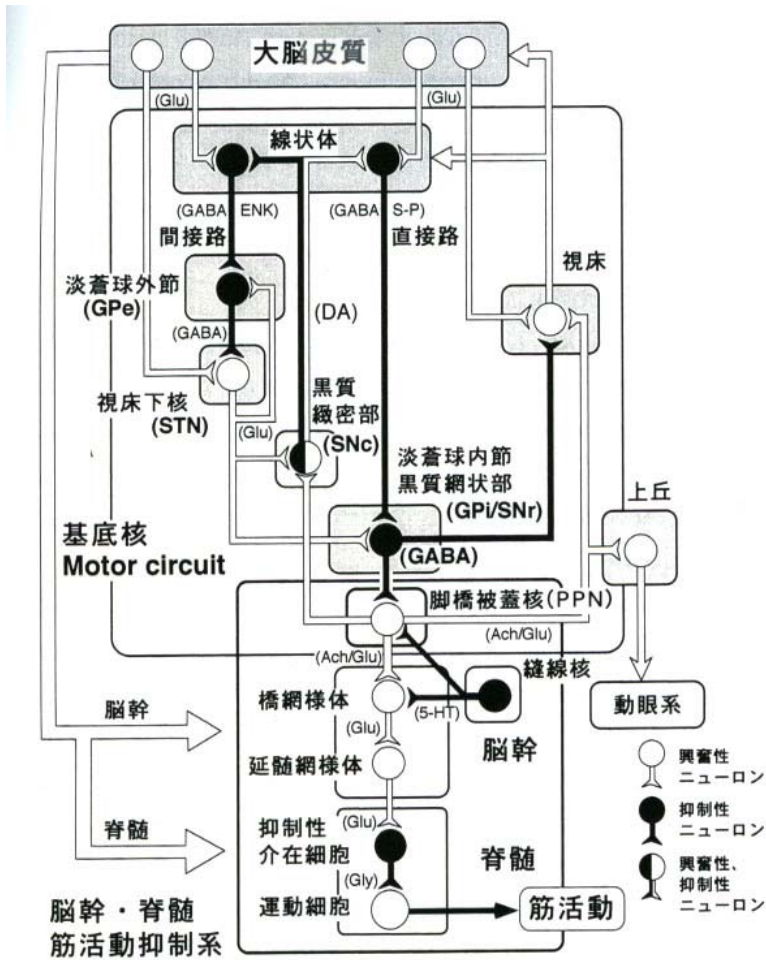 大脳皮質
(Glu)
(Glu)
線状体
(GABA ENK)
(GABA S-P)
間接路
直接路
視床
淡蒼球外節
(GPe)
(DA)
(GABA)
黒質
緻密部
(SNc)
視床下核
(STN)
(Glu)
淡蒼球内節
黒質網状部
(GPi/SNr)
上丘
(GABA)
基底核
Motor circuit
脚橋被蓋核(PPN)
(Ach/Glu)
(Ach/Glu)
縫線核
橋網様体
(5-HT)
動眼系
脳幹
(Glu)
脳幹
延髄網様体
興奮性
ニューロン
抑制性
介在細胞
(Glu)
抑制性
ニューロン
脊髄
脊髄
(Gly)
興奮性、
抑制性
ニューロン
運動細胞
筋活動
脳幹・脊髄
筋活動抑制系